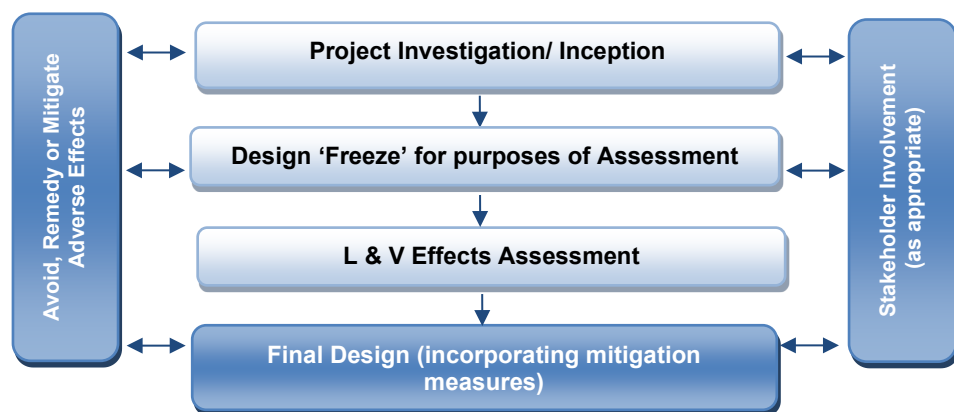 Avoid, Remedy or Mitigate
Adverse Effects
Project Investigation/ Inception
Design ‘Freeze’ for purposes of Assessment
L & V Effects Assessment
Final Design (incorporating mitigation
measures)
Stakeholder Involvement
(as appropriate)